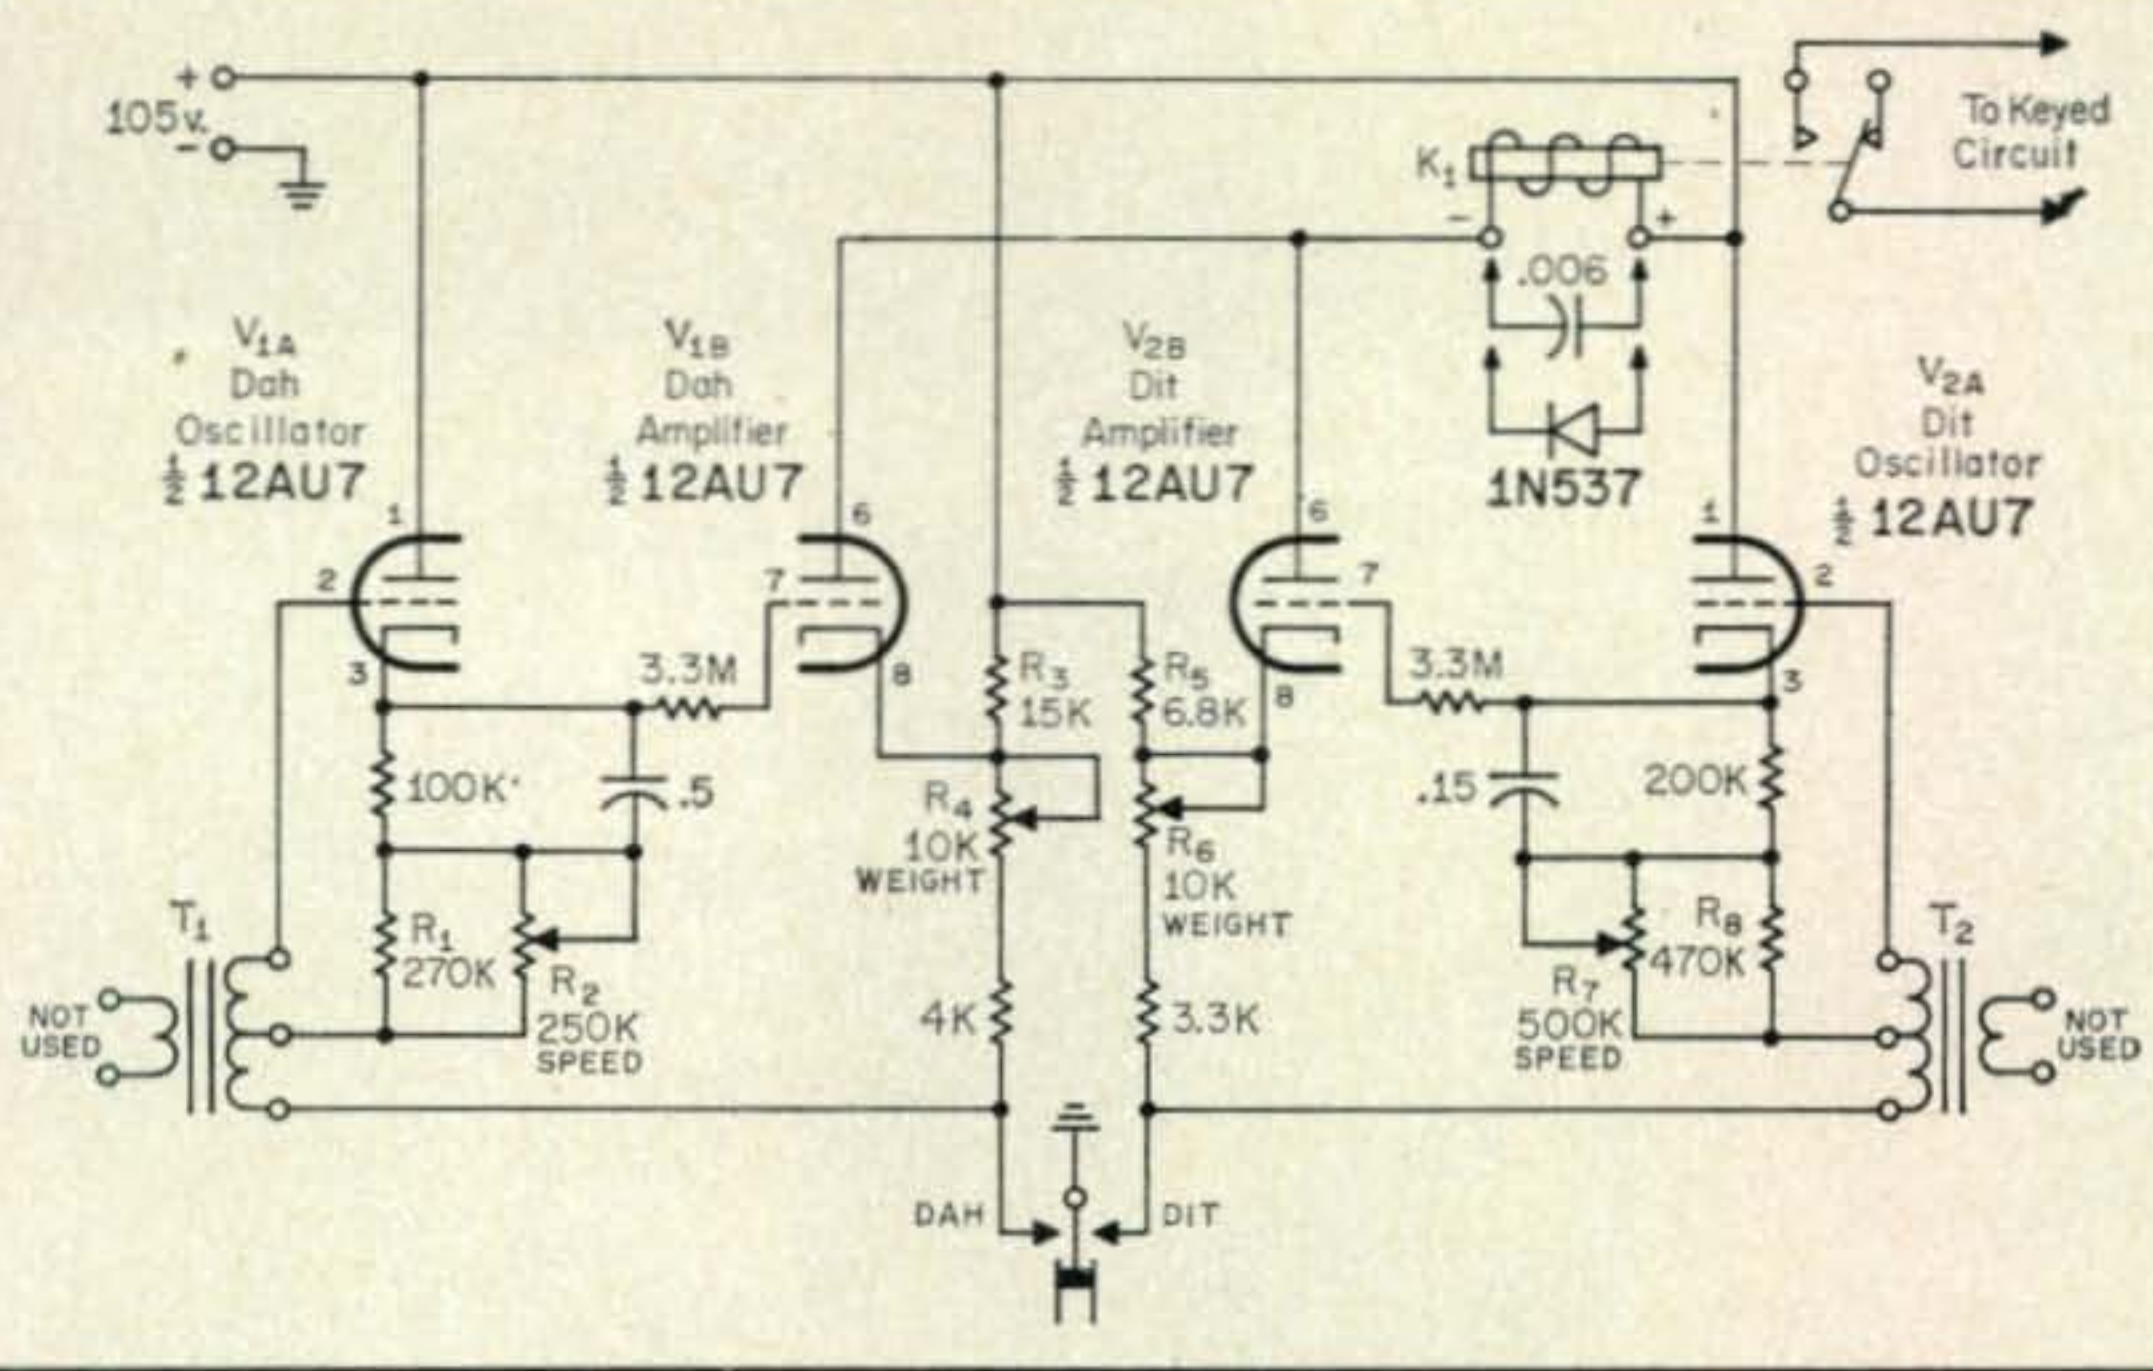 +
105v.
-
To Keyed
Circuit
K1
-
+
.006
1N537
V1A
Dah
Oscillator
½ 12AU7
V1B
Dah
Amplifier
½ 12AU7
V2B
Dit
Amplifier
½ 12AU7
V2A
Dit
Oscillator
½ 12AU7
1
2
3
6
7
8
6
7
8
1
2
3
3.3M
R3
15K
R5
6.8K
3.3M
100K
.5
R4
10K
WEIGHT
R6
10K
WEIGHT
.15
200K
T1
NOT
USED
R1
270K
R2
250K
SPEED
4K
3.3K
R7
500K
SPEED
R8
470K
T2
NOT
USED
DAH
DIT